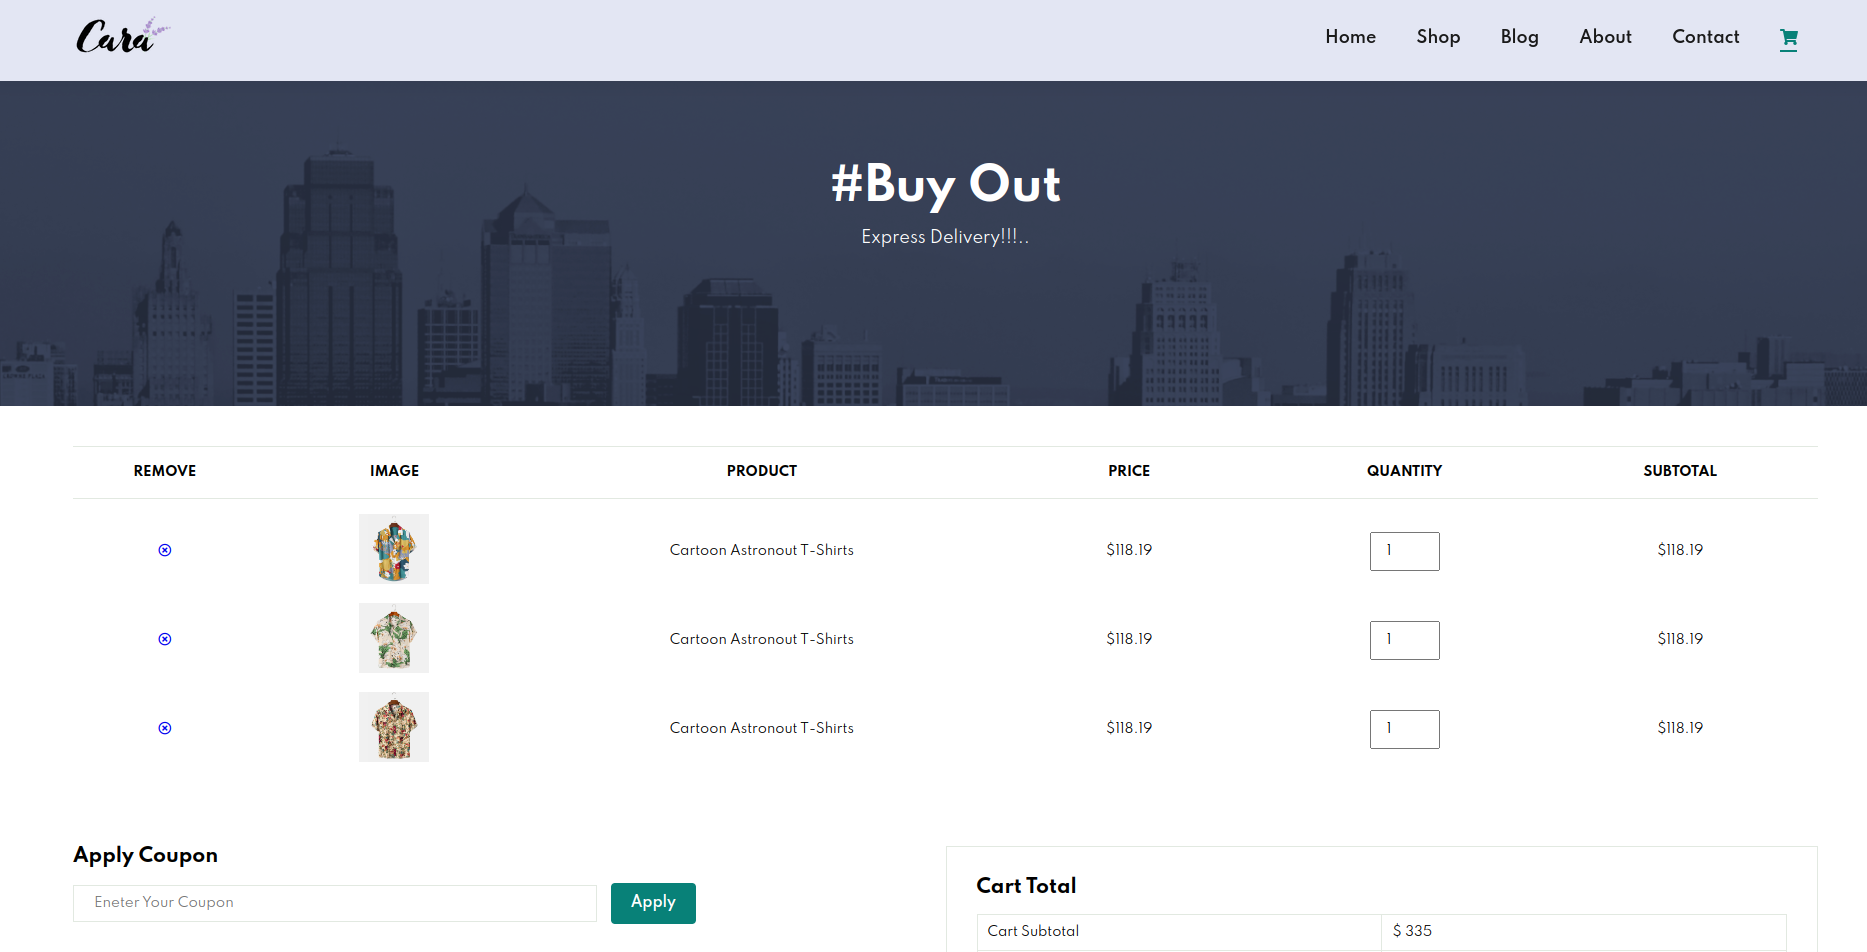 Cara
Home Shop Blog About Contact
#Buy Out
Express Delivery!!!..
REMOVE IMAGE PRODUCT PRICE QUANTITY SUBTOTAL
Cartoon Astronout T-Shirts $118.19 1 $118.19
Cartoon Astronout T-Shirts $118.19 1 $118.19
Cartoon Astronout T-Shirts $118.19 1 $118.19
Apply Coupon
Eneter Your Coupon Apply
Cart Total
Cart Subtotal $ 335